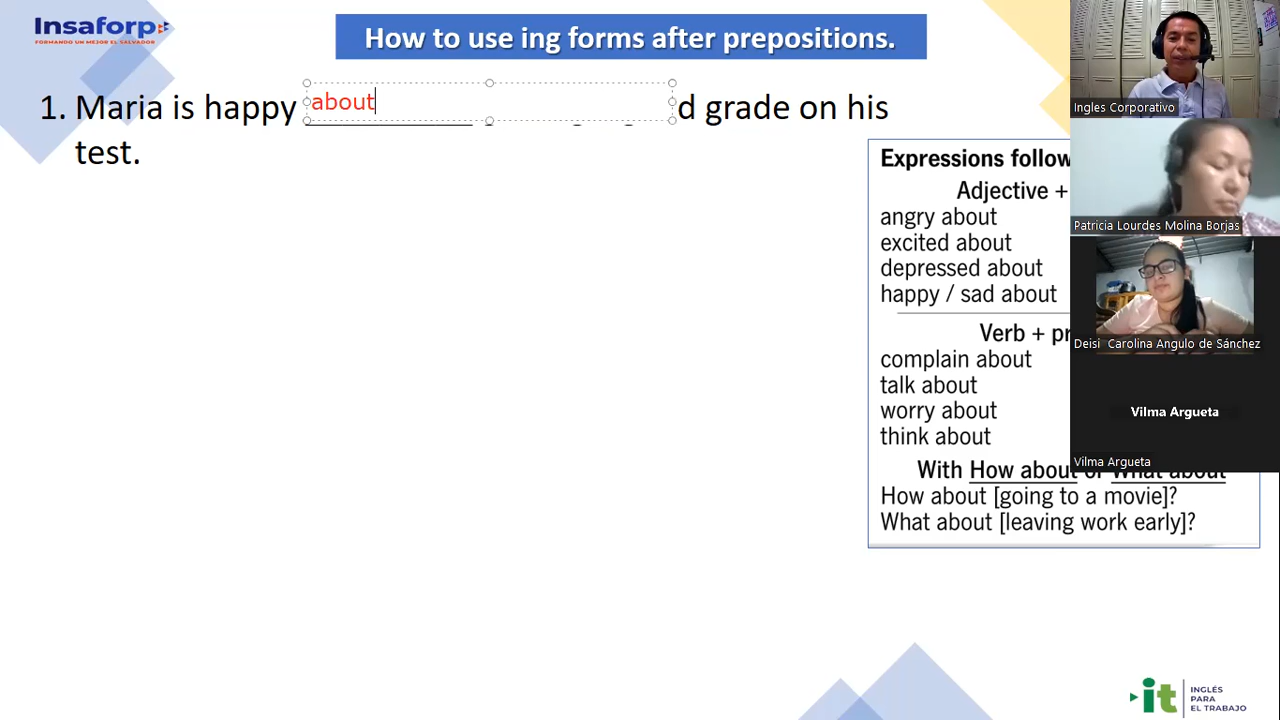 Insaforp
FORMANDO UN MEJOR EL SALVADOR
How to use ing forms after prepositions.
1. Maria is happy about d grade on his
test.
Expressions follow
Adjective +
angry about
excited about
depressed about
happy / sad about
Verb + pr
complain about
talk about
worry about
think about
With How about or What about
How about [going to a movie]?
What about [leaving work early]?
Ingles Corporativo
Patricia Lourdes Molina Borjas
Deisi Carolina Angulo de Sánchez
Vilma Argueta
Vilma Argueta
it
INGLÉS
PARA
EL TRABAJO